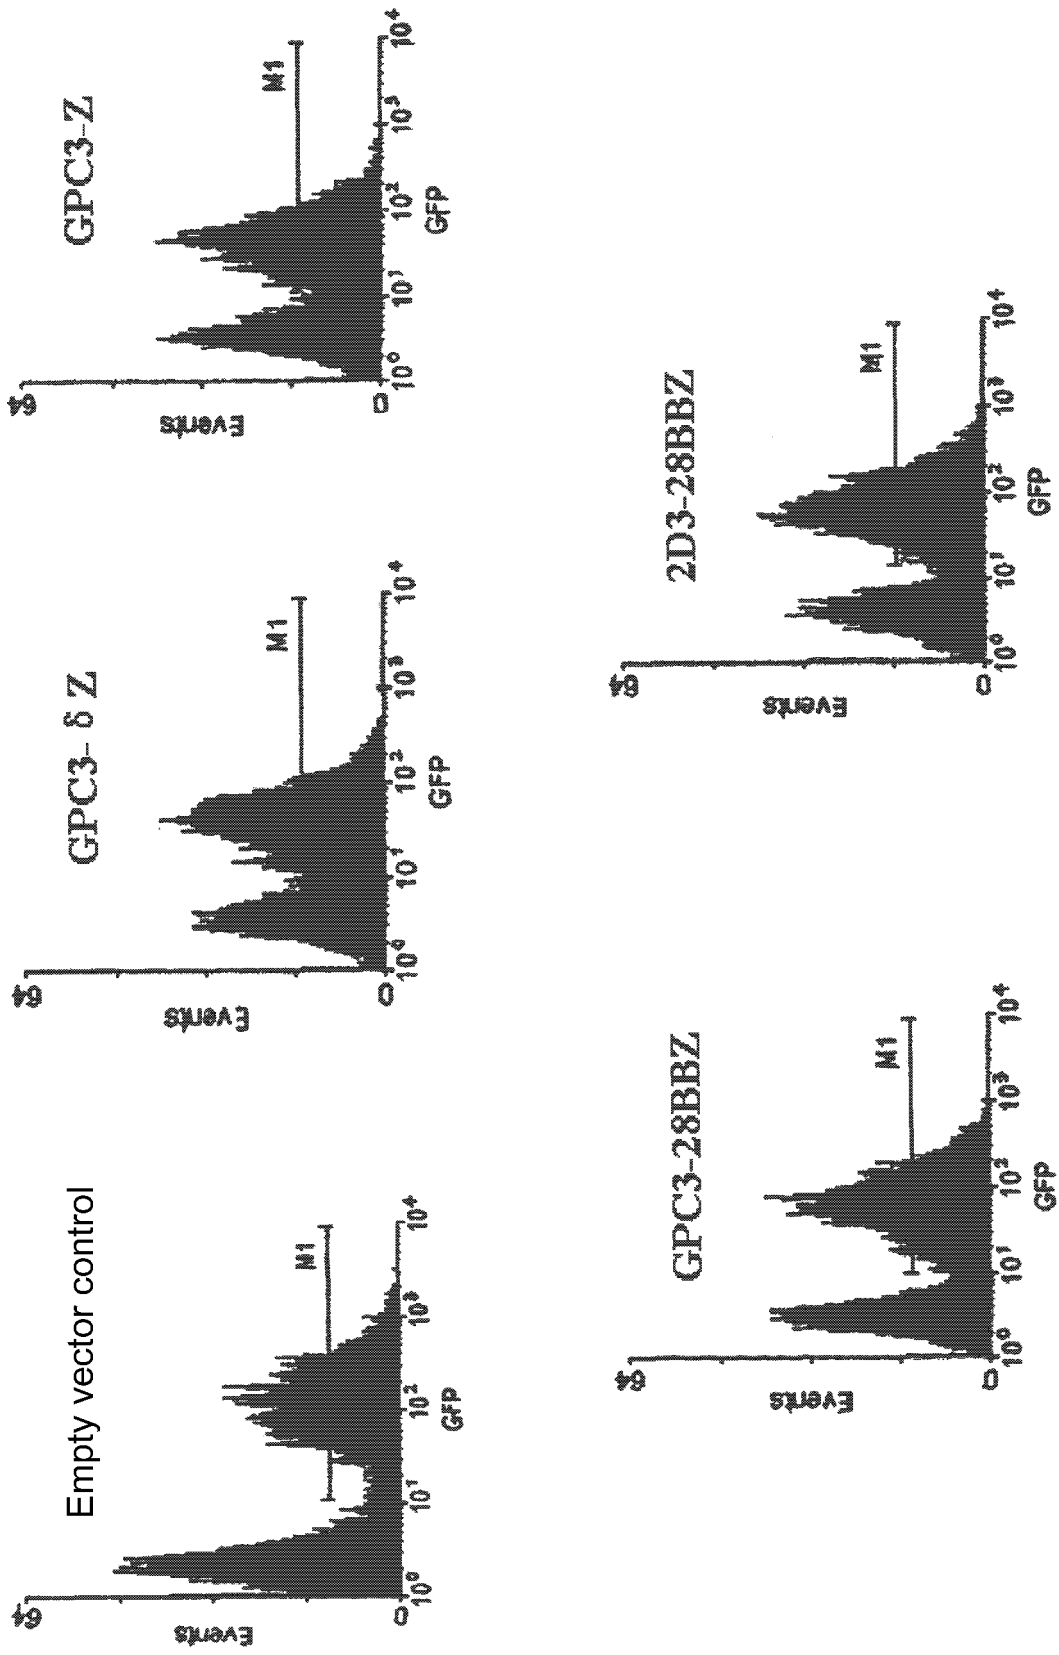 Empty vector control
64
Events
0
M1
10⁰ 10¹ 10² 10³ 10⁴
GFP
GPC3- δ Z
64
Events
0
M1
10⁰ 10¹ 10² 10³ 10⁴
GFP
GPC3-Z
64
Events
0
M1
10⁰ 10¹ 10² 10³ 10⁴
GFP
GPC3-28BBZ
64
Events
0
M1
10⁰ 10¹ 10² 10³ 10⁴
GFP
2D3-28BBZ
64
Events
0
M1
10⁰ 10¹ 10² 10³ 10⁴
GFP